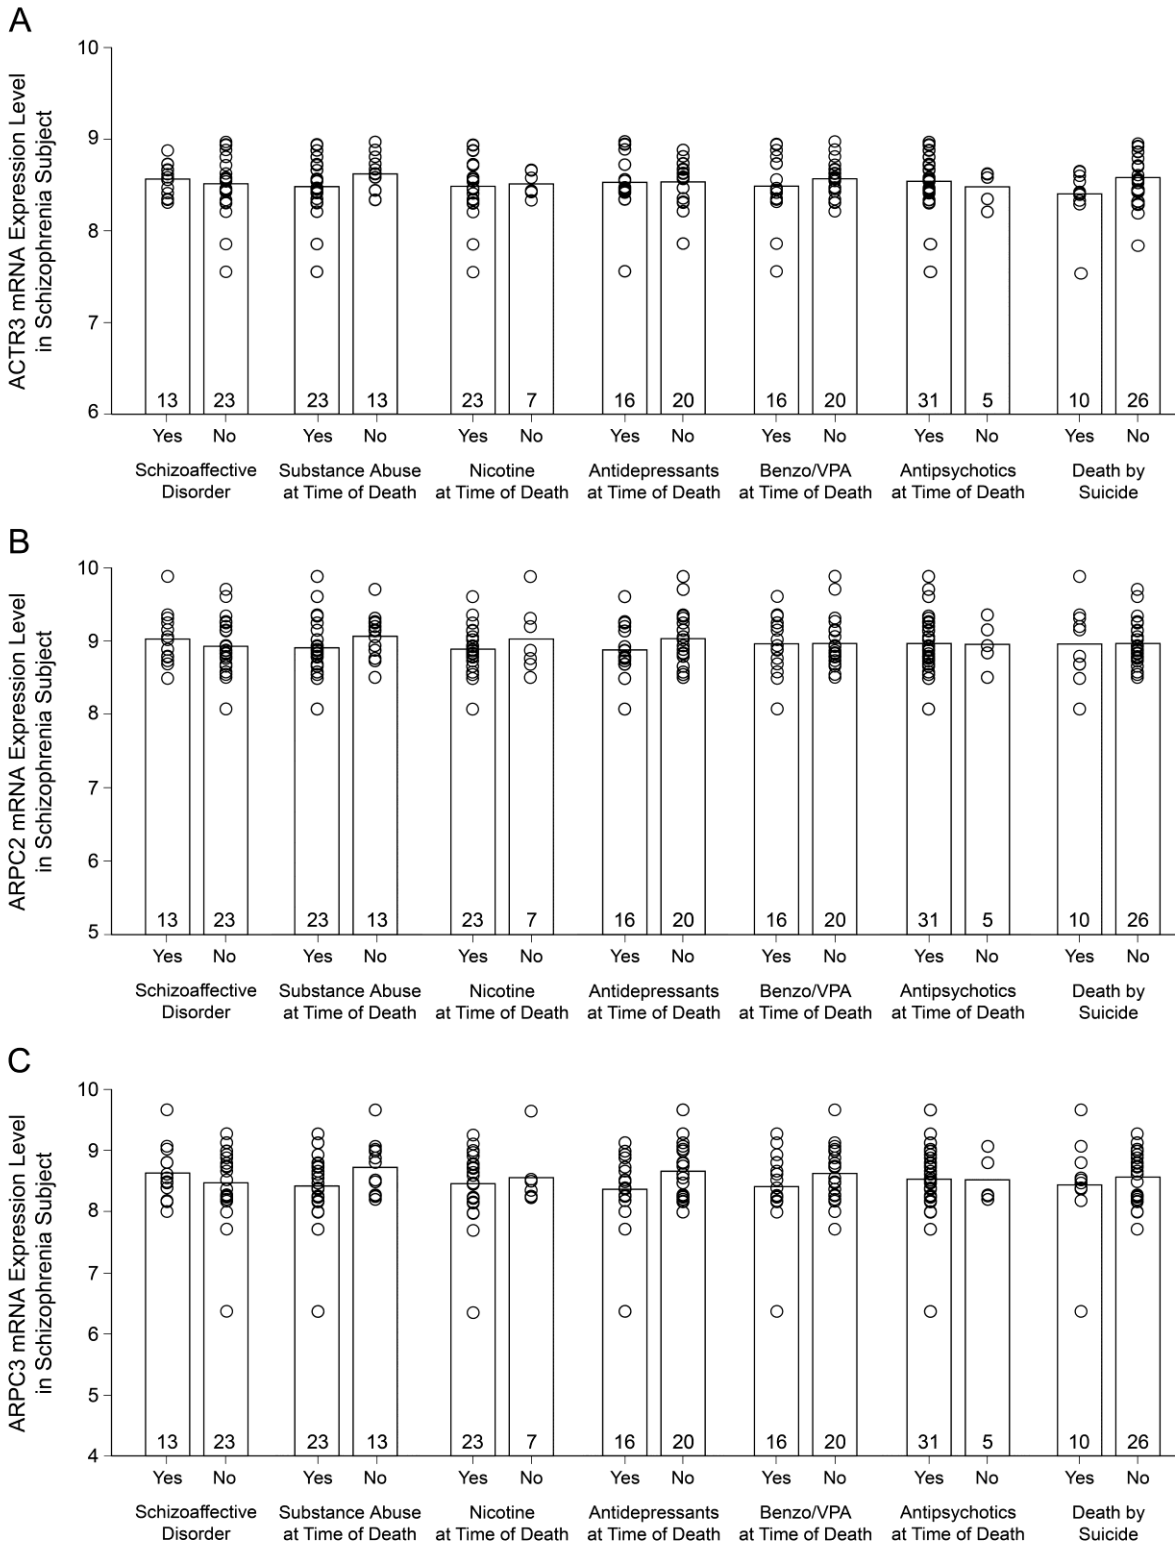 A
ACTR3 mRNA Expression Level
in Schizophrenia Subject
10
9
8
7
6
13 23 23 13 23 7 16 20 16 20 31 5 10 26
Yes No Yes No Yes No Yes No Yes No Yes No Yes No
Schizoaffective Substance Abuse Nicotine Antidepressants Benzo/VPA Antipsychotics Death by
Disorder at Time of Death at Time of Death at Time of Death at Time of Death at Time of Death Suicide
B
ARPC2 mRNA Expression Level
in Schizophrenia Subject
10
9
8
7
6
5
13 23 23 13 23 7 16 20 16 20 31 5 10 26
Yes No Yes No Yes No Yes No Yes No Yes No Yes No
Schizoaffective Substance Abuse Nicotine Antidepressants Benzo/VPA Antipsychotics Death by
Disorder at Time of Death at Time of Death at Time of Death at Time of Death at Time of Death Suicide
C
ARPC3 mRNA Expression Level
in Schizophrenia Subject
10
9
8
7
6
5
4
13 23 23 13 23 7 16 20 16 20 31 5 10 26
Yes No Yes No Yes No Yes No Yes No Yes No Yes No
Schizoaffective Substance Abuse Nicotine Antidepressants Benzo/VPA Antipsychotics Death by
Disorder at Time of Death at Time of Death at Time of Death at Time of Death at Time of Death Suicide